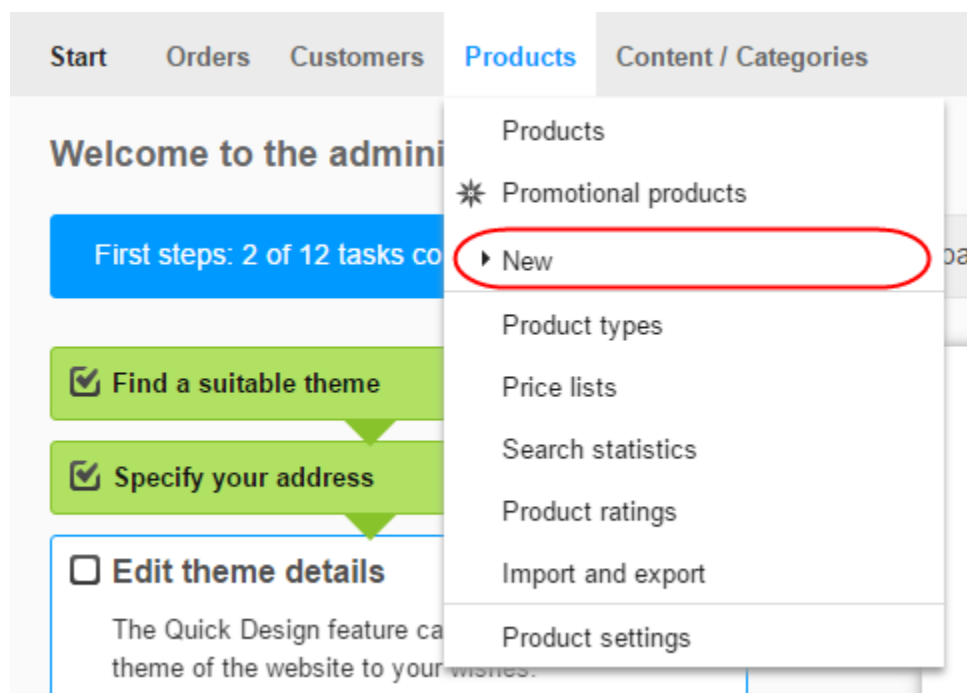 Start Orders Customers Products Content / Categories
Welcome to the admini
First steps: 2 of 12 tasks co
Find a suitable theme
Specify your address
Edit theme details
The Quick Design feature ca
theme of the website to your wishes.
Products
Promotional products
New
Product types
Price lists
Search statistics
Product ratings
Import and export
Product settings